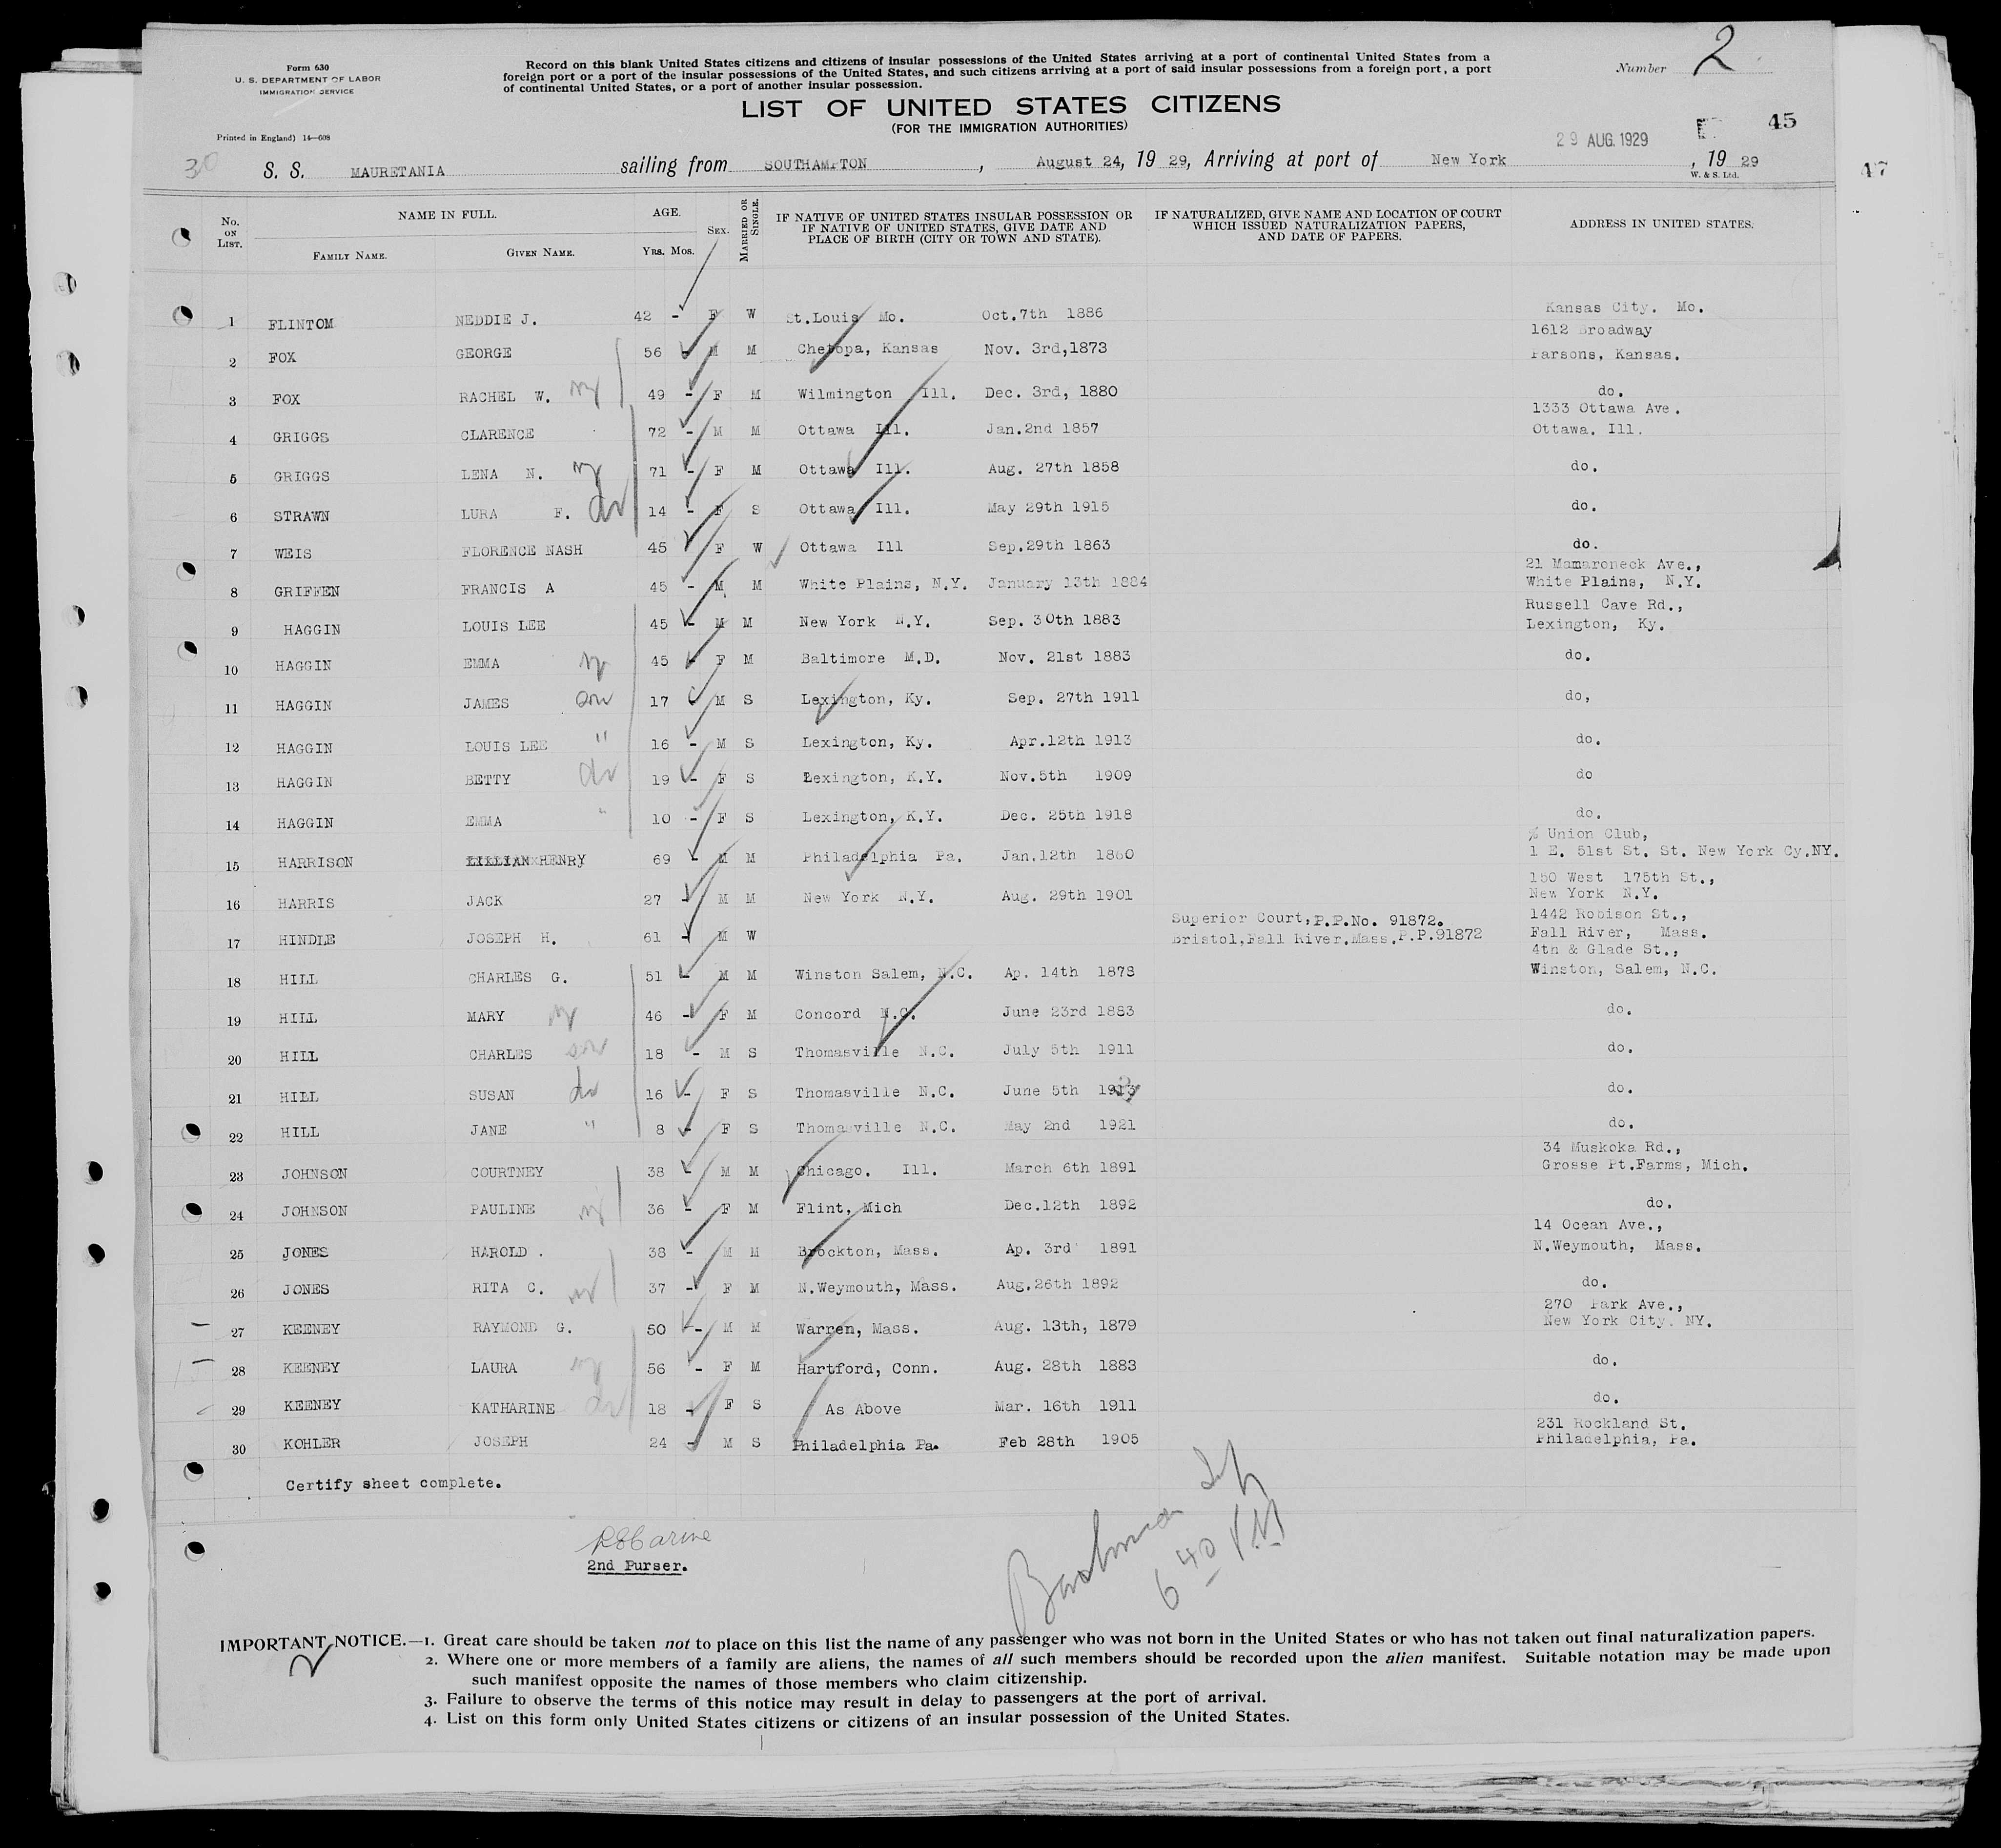 Form 630
U. S. DEPARTMENT OF LABOR
IMMIGRATION SERVICE
Record on this blank United States citizens and citizens of insular possessions of the United States arriving at a port of continental United States from a
foreign port or a port of the insular possessions of the United States, and such citizens arriving at a port of said insular possessions from a foreign port, a port
of continental United States, or a port of another insular possession.
Number 2
LIST OF UNITED STATES CITIZENS
(FOR THE IMMIGRATION AUTHORITIES)
Printed in England) 14—608
29 AUG. 1929
45
47
30
S. S. MAURETANIA sailing from SOUTHAMPTON, August 24, 19 29, Arriving at port of New York, 19 29
W. & S. Ltd.
No. ON LIST. NAME IN FULL. FAMILY NAME. GIVEN NAME. AGE. YRS. MOS. SEX. MARRIED OR SINGLE. IF NATIVE OF UNITED STATES INSULAR POSSESSION OR IF NATIVE OF UNITED STATES, GIVE DATE AND PLACE OF BIRTH (CITY OR TOWN AND STATE). IF NATURALIZED, GIVE NAME AND LOCATION OF COURT WHICH ISSUED NATURALIZATION PAPERS, AND DATE OF PAPERS. ADDRESS IN UNITED STATES.
1 FLINTOM NEDDIE J. 42 - F W St.Louis Mo. Oct.7th 1886 Kansas City. Mo.
1612 Broadway
2 FOX GEORGE 56 - M M Chetopa, Kansas Nov. 3rd,1873 Parsons, Kansas.
3 FOX RACHEL W. 49 - F M Wilmington Ill. Dec. 3rd, 1880 do.
1333 Ottawa Ave.
4 GRIGGS CLARENCE 72 - M M Ottawa Ill. Jan.2nd 1857 Ottawa. Ill.
5 GRIGGS LENA N. 71 - F M Ottawa Ill. Aug. 27th 1858 do.
6 STRAWN LURA F. 14 - F S Ottawa Ill. May 29th 1915 do.
7 WEIS FLORENCE NASH 45 F W Ottawa Ill Sep.29th 1863 do.
21 Mamaroneck Ave.,
8 GRIFFEN FRANCIS A 45 - M M White Plains, N.Y. January 13th 1884 White Plains, N.Y.
Russell Cave Rd.,
9 HAGGIN LOUIS LEE 45 - M M New York N.Y. Sep. 30th 1883 Lexington, Ky.
10 HAGGIN EMMA 45 - F M Baltimore M.D. Nov. 21st 1883 do.
11 HAGGIN JAMES son 17 M S Lexington, Ky. Sep. 27th 1911 do,
12 HAGGIN LOUIS LEE " 16 - M S Lexington, Ky. Apr.12th 1913 do.
13 HAGGIN BETTY 19 - F S Lexington, K.Y. Nov.5th 1909 do
14 HAGGIN EMMA " 10 - F S Lexington, K.Y. Dec. 25th 1918 do.
% Union Club,
15 HARRISON HENRY 69 - M M Philadelphia Pa. Jan.12th 1860 1 E. 51st St. St. New York Cy.NY.
150 West 175th St.,
16 HARRIS JACK 27 - M M New York N.Y. Aug. 29th 1901 New York N.Y.
Superior Court,P.P.No. 91872. 1442 Robison St.,
17 HINDLE JOSEPH H. 61 - M W Bristol,Fall River.Mass.P.P.91872 Fall River, Mass.
4th & Glade St.,
18 HILL CHARLES G. 51 - M M Winston Salem, N.C. Ap. 14th 1878 Winston, Salem, N.C.
19 HILL MARY 46 - F M Concord N.C. June 23rd 1883 do.
20 HILL CHARLES son 18 - M S Thomasville N.C. July 5th 1911 do.
21 HILL SUSAN 16 - F S Thomasville N.C. June 5th 1913 do.
22 HILL JANE " 8 - F S Thomasville N.C. May 2nd 1921 do.
34 Muskoka Rd.,
23 JOHNSON COURTNEY 38 - M M Chicago. Ill. March 6th 1891 Grosse Pt.Farms, Mich.
24 JOHNSON PAULINE 36 - F M Flint, Mich Dec.12th 1892 do.
14 Ocean Ave.,
25 JONES HAROLD . 38 - M M Brockton, Mass. Ap. 3rd 1891 N.Weymouth, Mass.
26 JONES RITA C. 37 - F M N.Weymouth, Mass. Aug.26th 1892 do.
270 Park Ave.,
27 KEENEY RAYMOND G. 50 - M M Warren, Mass. Aug. 13th, 1879 New York City. NY.
28 KEENEY LAURA 56 - F M Hartford, Conn. Aug. 28th 1883 do.
29 KEENEY KATHARINE 18 - F S As Above Mar. 16th 1911 do.
231 Rockland St.
30 KOHLER JOSEPH 24 - M S Philadelphia Pa. Feb 28th 1905 Philadelphia, Pa.
Certify sheet complete.
2nd Purser.
6 40 P.M
IMPORTANT NOTICE.—1. Great care should be taken not to place on this list the name of any passenger who was not born in the United States or who has not taken out final naturalization papers.
2. Where one or more members of a family are aliens, the names of all such members should be recorded upon the alien manifest. Suitable notation may be made upon
such manifest opposite the names of those members who claim citizenship.
3. Failure to observe the terms of this notice may result in delay to passengers at the port of arrival.
4. List on this form only United States citizens or citizens of an insular possession of the United States.